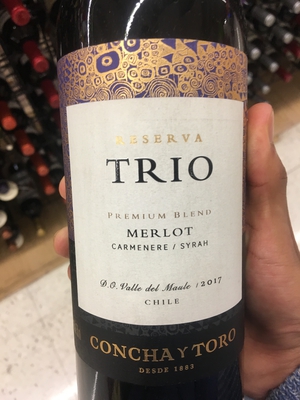 RESERVA
TRIO
PREMIUM BLEND
MERLOT
CARMENERE / SYRAH
D.O. Valle del Maule / 2017
CHILE
CONCHA Y TORO
DESDE 1883